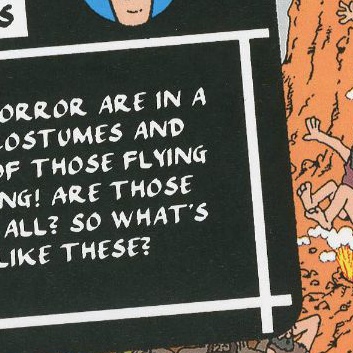 S
ORROR ARE IN A
COSTUMES AND
OF THOSE FLYING
NG! ARE THOSE
ALL? SO WHAT'S
LIKE THESE?